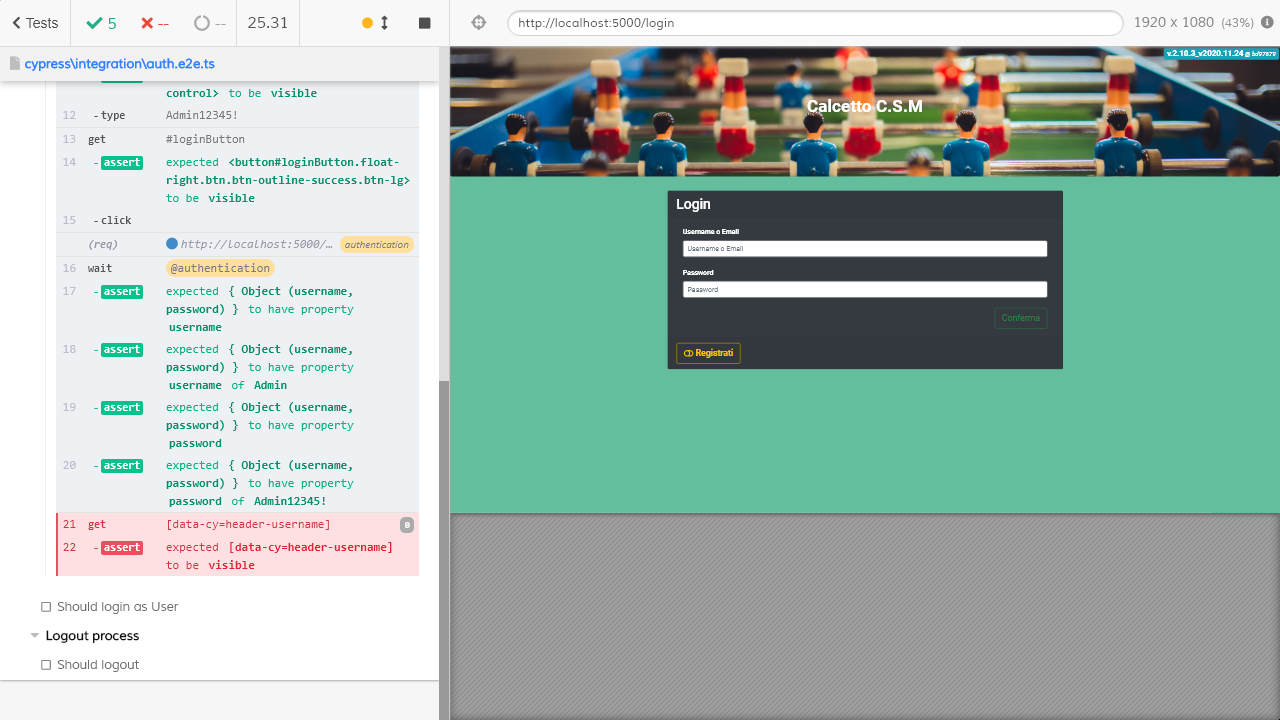 Tests
5
--
--
25.31
http://localhost:5000/login
1920 x 1080 (43%)
cypress\integration\auth.e2e.ts
control> to be visible
12 -type Admin12345!
13 get #loginButton
14 -assert expected <button#loginButton.float-
right.btn.btn-outline-success.btn-lg>
to be visible
15 -click
(req) http://localhost:5000/… authentication
16 wait @authentication
17 -assert expected { Object (username,
password) } to have property
username
18 -assert expected { Object (username,
password) } to have property
username of Admin
19 -assert expected { Object (username,
password) } to have property
password
20 -assert expected { Object (username,
password) } to have property
password of Admin12345!
21 get [data-cy=header-username] 0
22 -assert expected [data-cy=header-username]
to be visible
Should login as User
Logout process
Should logout
Calcetto C.S.M
Login
Username o Email
Username o Email
Password
Password
Conferma
Registrati